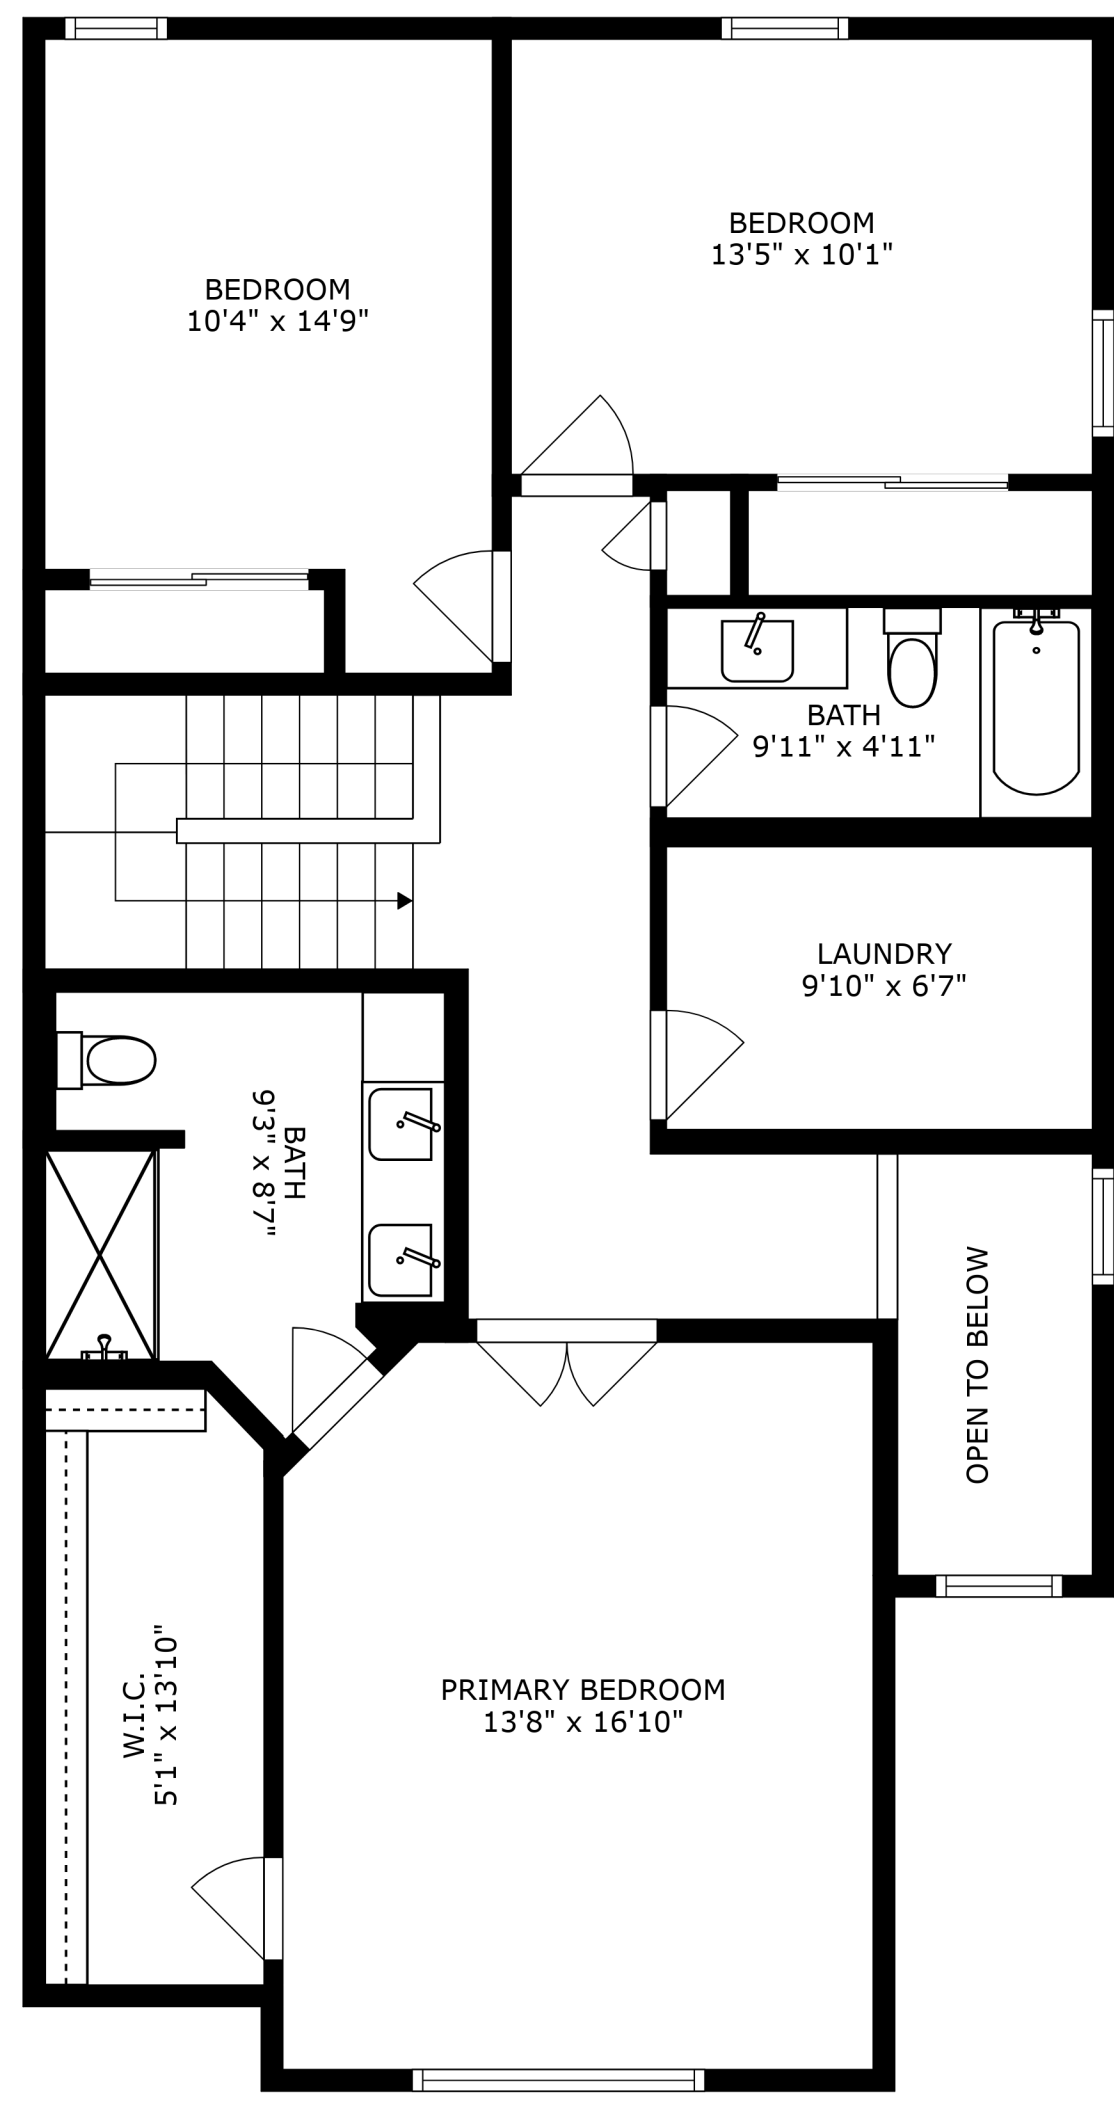 BEDROOM
13'5" x 10'1"
BEDROOM
10'4" x 14'9"
BATH
9'11" x 4'11"
LAUNDRY
9'10" x 6'7"
BATH
9'3" x 8'7"
OPEN TO BELOW
PRIMARY BEDROOM
13'8" x 16'10"
W.I.C.
5'1" x 13'10"